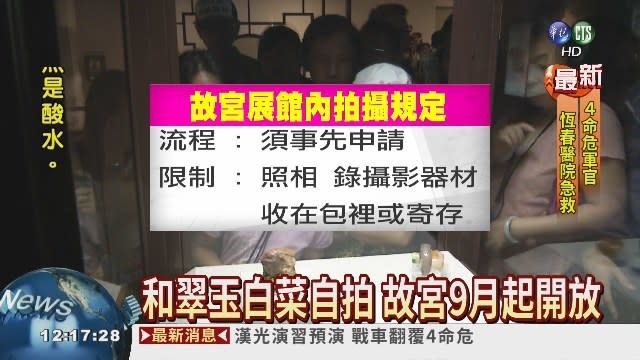 華視 CTS
HD
最新
4命危軍官
恆春醫院急救
是酸水。
故宮展館內拍攝規定
流程 : 須事先申請
限制 : 照相 錄攝影器材
收在包裡或寄存
和翠玉白菜自拍 故宮9月起開放
News
12:17:28
▶最新消息◀ 漢光演習預演 戰車翻覆4命危